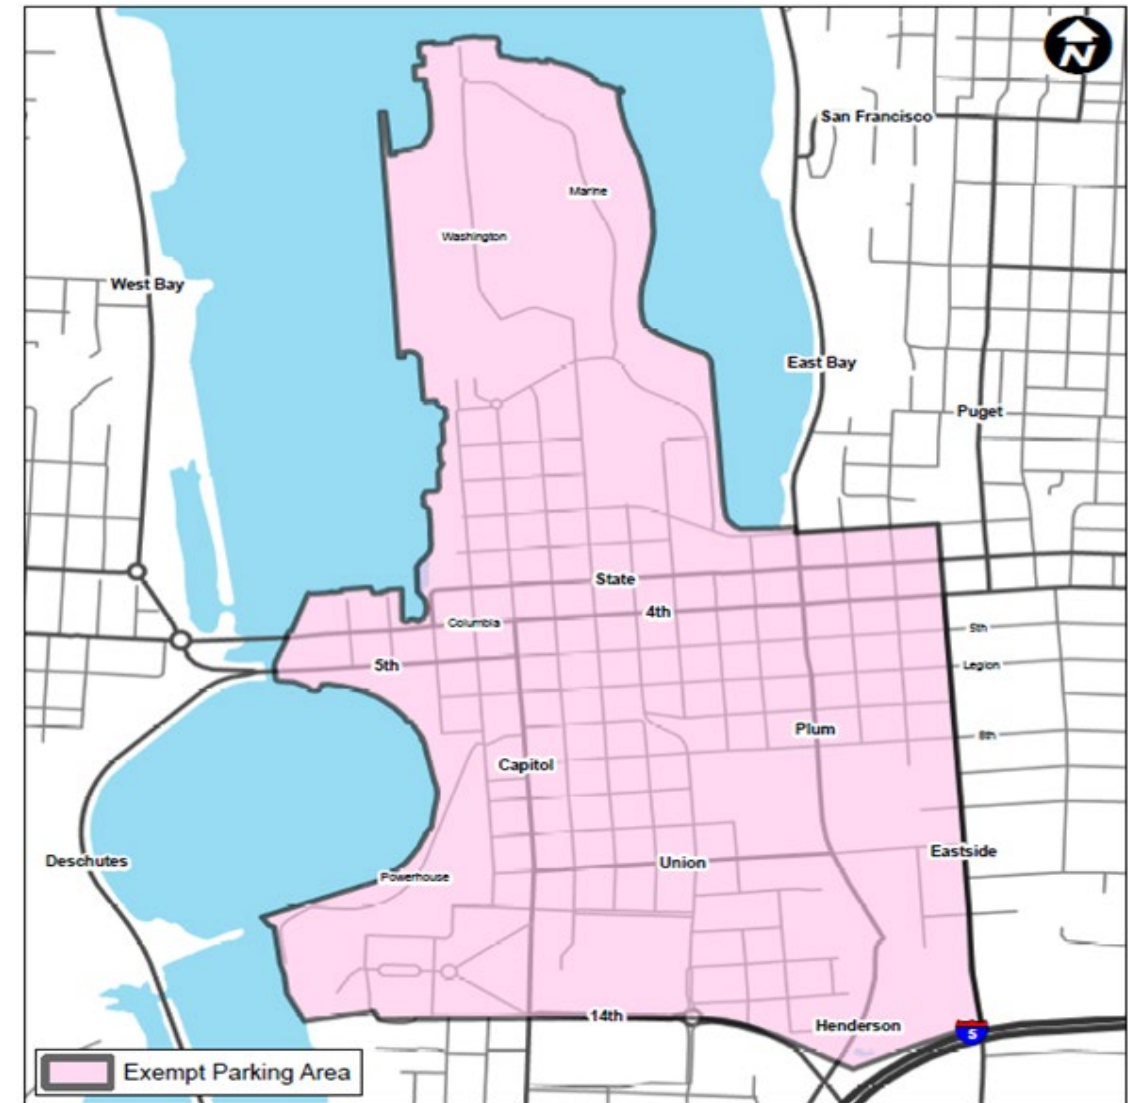 N
San Francisco
Marine
Washington
West Bay
East Bay
Puget
State
4th
Columbia
5th
5th
Legion
Plum
8th
Capitol
Eastside
Deschutes
Union
Powerhouse
14th
Henderson
5
Exempt Parking Area